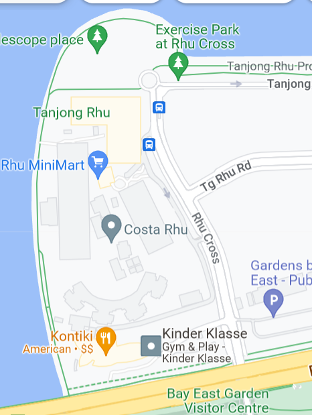 escope place
Exercise Park
at Rhu Cross
Tanjong-Rhu-Pro
Tanjong
Tanjong Rhu
Rhu MiniMart
Tg Rhu Rd
Costa Rhu
Rhu Cross
Gardens b
East - Pub
P
Kontiki
American • $$
Kinder Klasse
Gym & Play -
Kinder Klasse
Bay East Garden
Visitor Centre